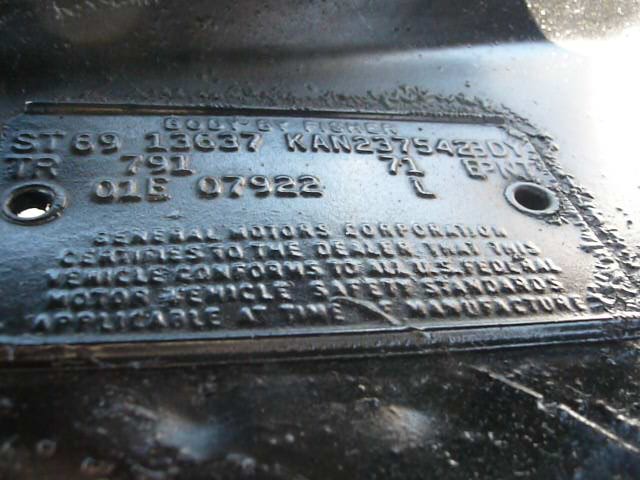 BODY BY FISHER
ST 69 13637 KAN237542 BDY
TR 791 71 L PNT
01E 07922
GENERAL MOTORS CORPORATION
CERTIFIES TO THE DEALER THAT THIS
VEHICLE CONFORMS TO ALL U.S. FEDERAL
MOTOR VEHICLE SAFETY STANDARDS
APPLICABLE AT TIME OF MANUFACTURE